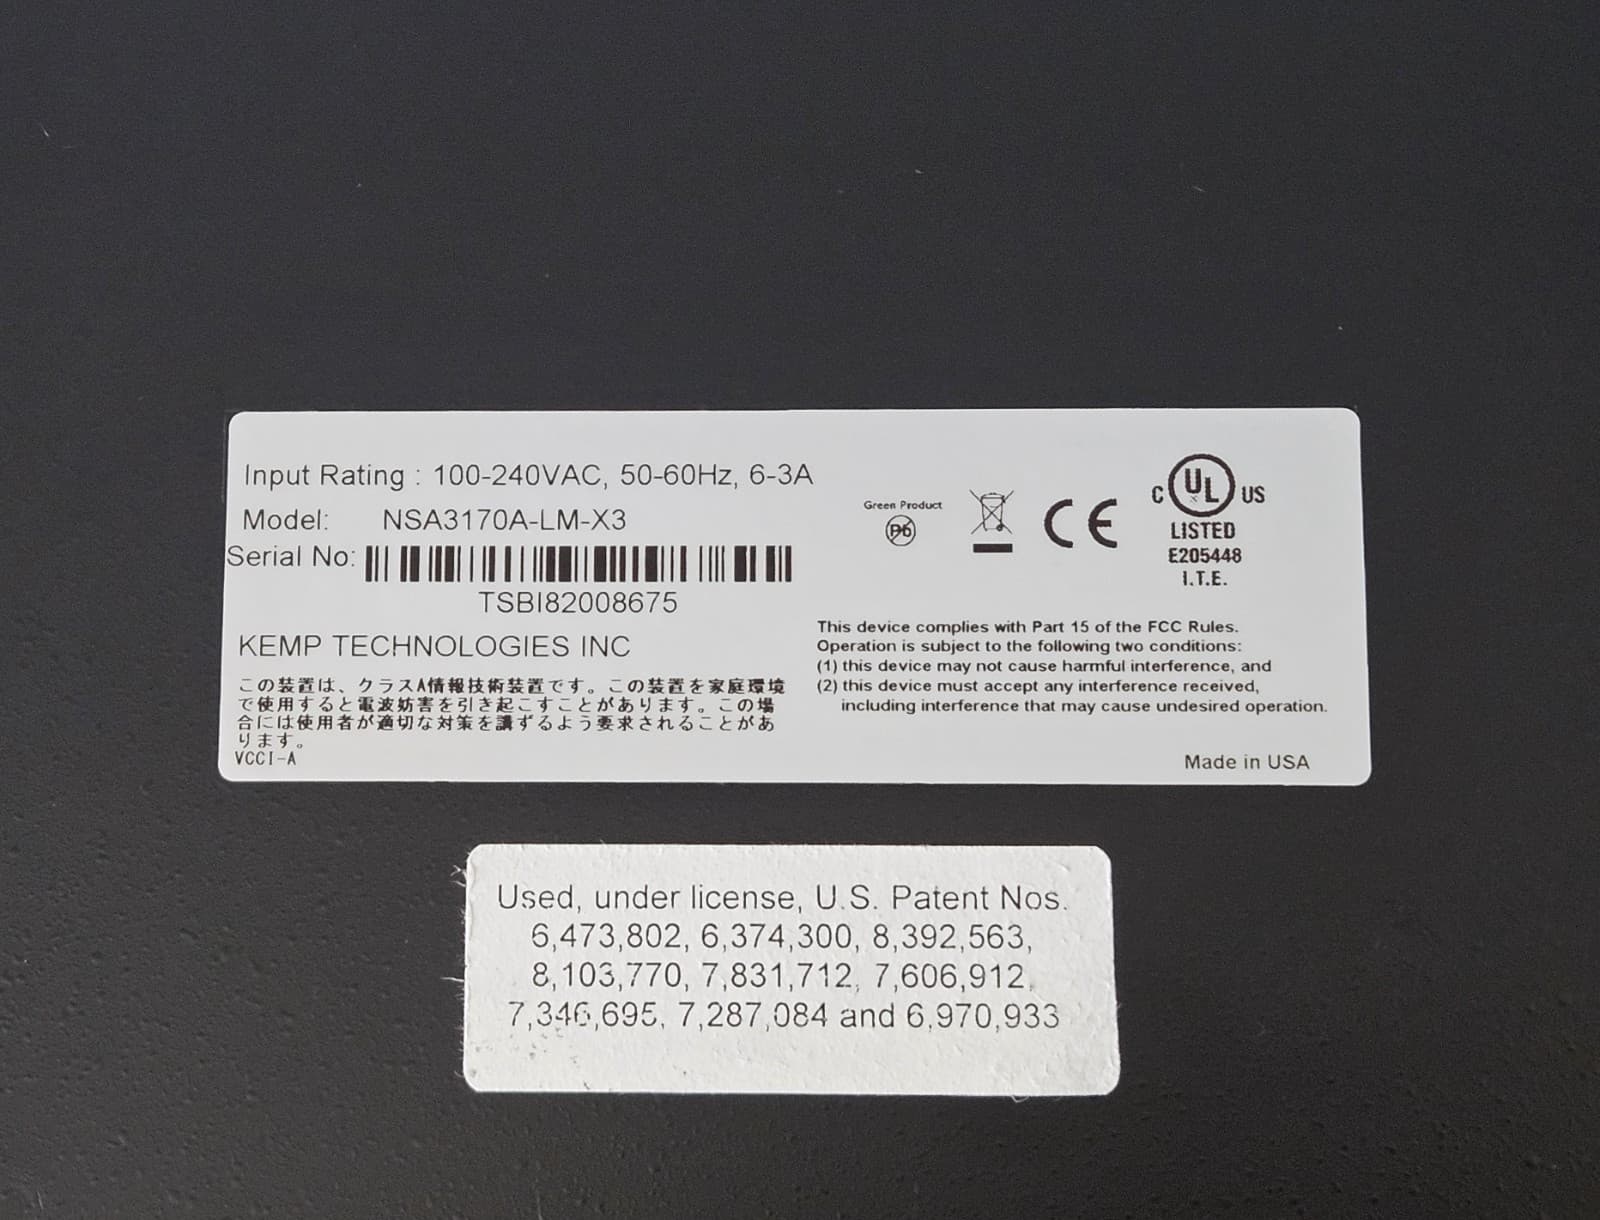 Input Rating : 100-240VAC, 50-60Hz, 6-3A
Model: NSA3170A-LM-X3
Serial No:
TSBI82008675
KEMP TECHNOLOGIES INC
この装置は、クラスA情報技術装置です。この装置を家庭環境
で使用すると電波妨害を引き起こすことがあります。この場
合には使用者が適切な対策を講ずるよう要求されることがあ
ります。
VCCI-A
Green Product
Pb
CE
C UL US
LISTED
E205448
I.T.E.
This device complies with Part 15 of the FCC Rules.
Operation is subject to the following two conditions:
(1) this device may not cause harmful interference, and
(2) this device must accept any interference received,
including interference that may cause undesired operation.
Made in USA
Used, under license, U.S. Patent Nos.
6,473,802, 6,374,300, 8,392,563,
8,103,770, 7,831,712, 7,606,912,
7,346,695, 7,287,084 and 6,970,933